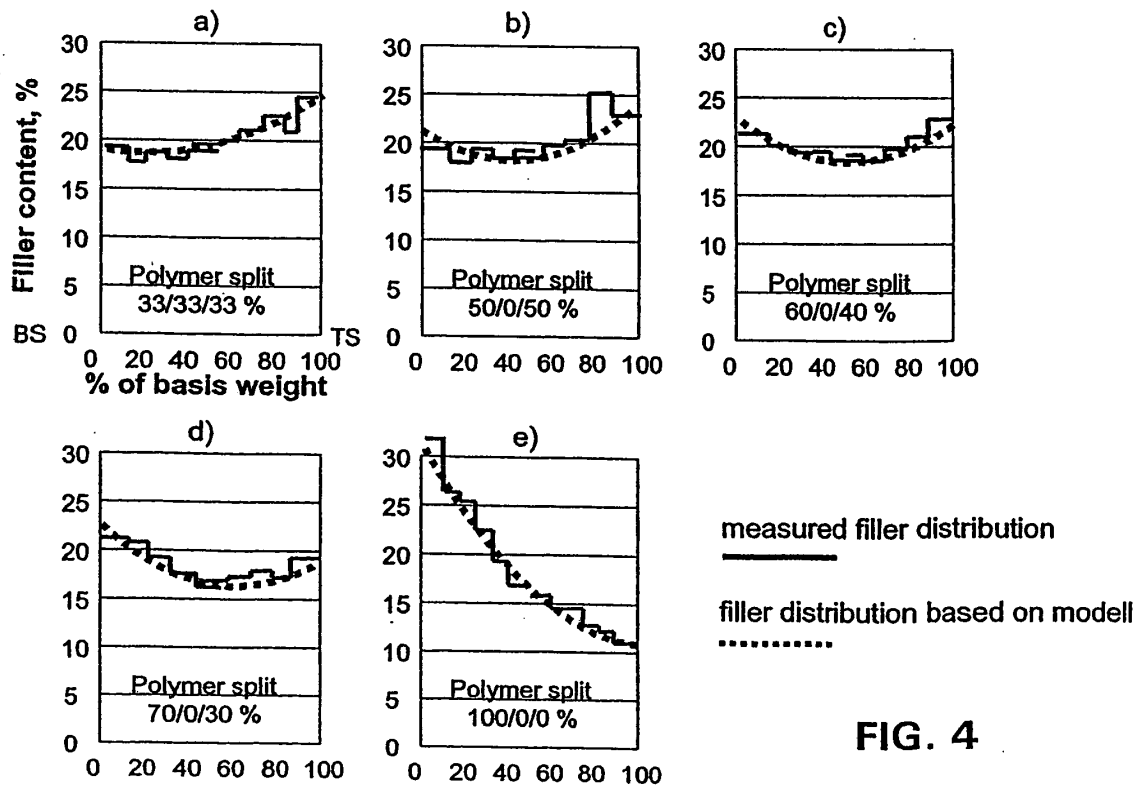 a)
30
25
20
15
10
5
0
Filler content, %
Polymer split
33/33/33 %
BS
TS
0 20 40 60 80 100
% of basis weight
b)
30
25
20
15
10
5
0
Polymer split
50/0/50 %
0 20 40 60 80 100
c)
30
25
20
15
10
5
0
Polymer split
60/0/40 %
0 20 40 60 80 100
d)
30
25
20
15
10
5
0
Polymer split
70/0/30 %
0 20 40 60 80 100
e)
30
25
20
15
10
5
0
Polymer split
100/0/0 %
0 20 40 60 80 100
measured filler distribution
filler distribution based on modell
FIG. 4